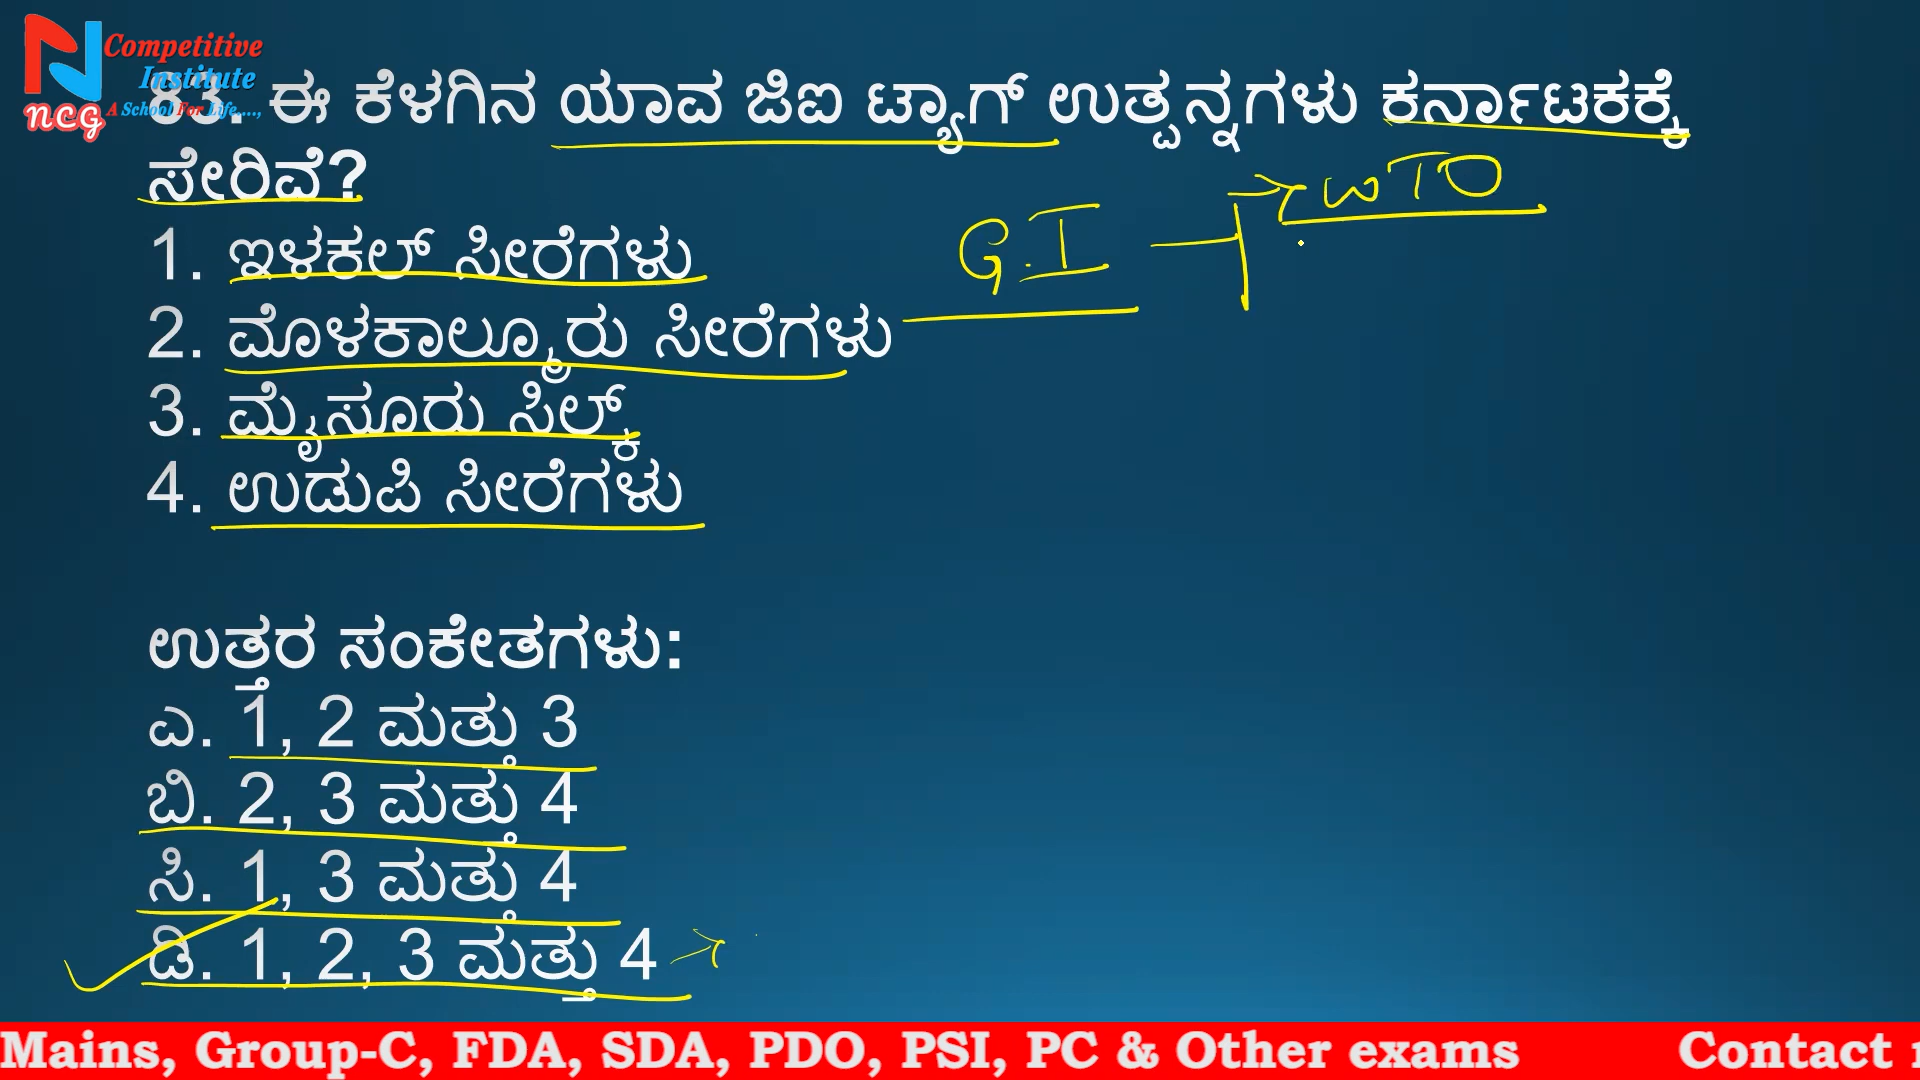 Competitive
Institute
ncg A School For Life....,
83. ಈ ಕೆಳಗಿನ ಯಾವ ಜಿಐ ಟ್ಯಾಗ್ ಉತ್ಪನ್ನಗಳು ಕರ್ನಾಟಕಕ್ಕೆ
ಸೇರಿವೆ?
→ WTO
G.I
1. ಇಳಕಲ್ ಸೀರೆಗಳು
2. ಮೊಳಕಾಲ್ಮೂರು ಸೀರೆಗಳು
3. ಮೈಸೂರು ಸಿಲ್ಕ್
4. ಉಡುಪಿ ಸೀರೆಗಳು
ಉತ್ತರ ಸಂಕೇತಗಳು:
ಎ. 1, 2 ಮತ್ತು 3
ಬಿ. 2, 3 ಮತ್ತು 4
ಸಿ. 1, 3 ಮತ್ತು 4
ಡಿ. 1, 2, 3 ಮತ್ತು 4 →
Mains, Group-C, FDA, SDA, PDO, PSI, PC & Other exams Contact